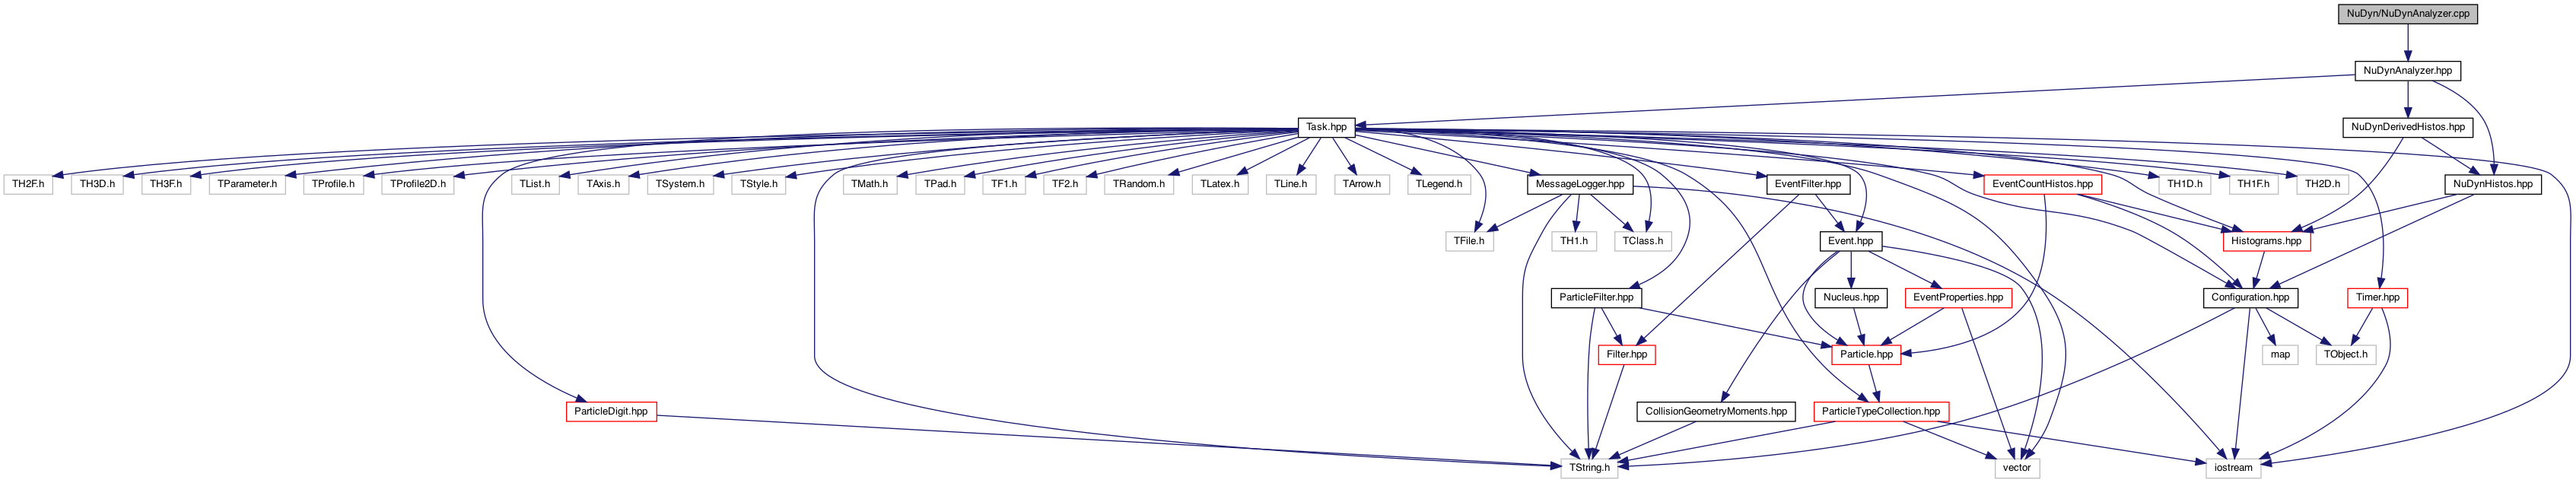 NuDyn/NuDynAnalyzer.cpp
NuDynAnalyzer.hpp
Task.hpp
NuDynDerivedHistos.hpp
TH2F.h
TH3D.h
TH3F.h
TParameter.h
TProfile.h
TProfile2D.h
TList.h
TAxis.h
TSystem.h
TStyle.h
TMath.h
TPad.h
TF1.h
TF2.h
TRandom.h
TLatex.h
TLine.h
TArrow.h
TLegend.h
MessageLogger.hpp
EventFilter.hpp
EventCountHistos.hpp
TH1D.h
TH1F.h
TH2D.h
NuDynHistos.hpp
TFile.h
TH1.h
TClass.h
Event.hpp
Histograms.hpp
ParticleFilter.hpp
Nucleus.hpp
EventProperties.hpp
Configuration.hpp
Timer.hpp
Filter.hpp
Particle.hpp
map
TObject.h
ParticleDigit.hpp
CollisionGeometryMoments.hpp
ParticleTypeCollection.hpp
TString.h
vector
iostream